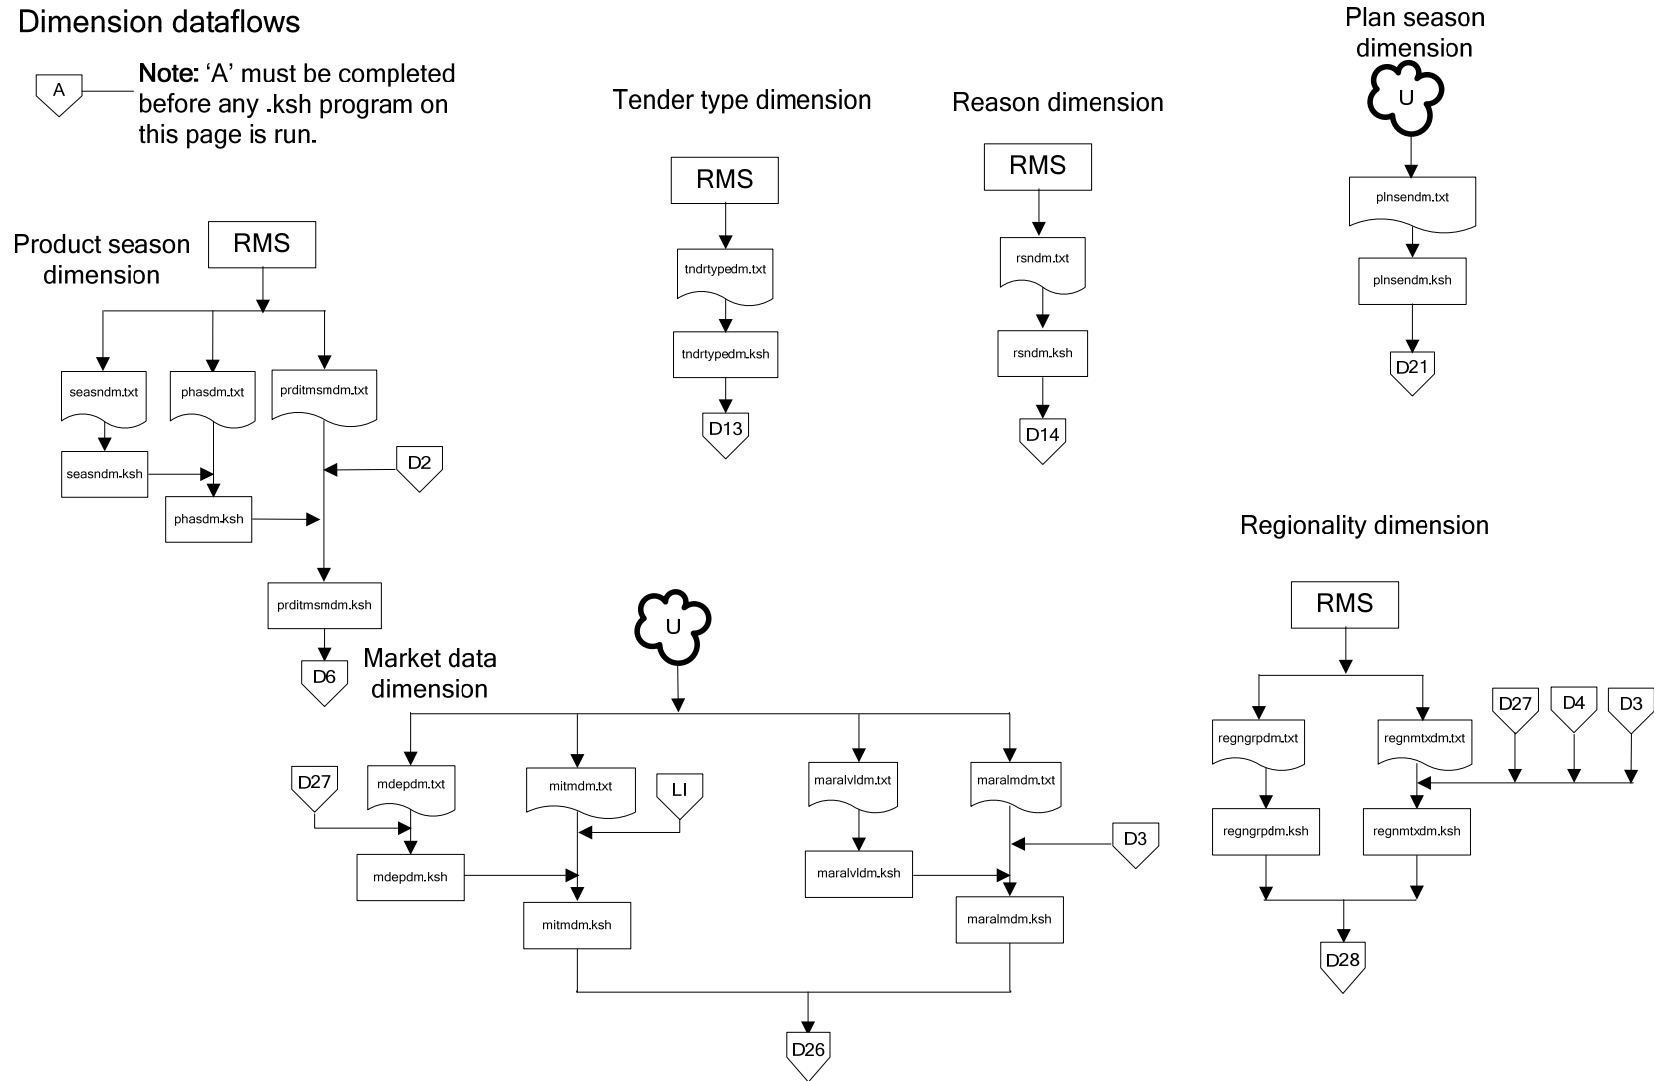 Dimension dataflows
A
Note: ‘A’ must be completed
before any .ksh program on
this page is run.
Product season
dimension
RMS
seasndm.txt
phasdm.txt
prditmsmdm.txt
seasndm.ksh
D2
phasdm.ksh
prditmsmdm.ksh
D6
Tender type dimension
RMS
tndrtypedm.txt
tndrtypedm.ksh
D13
Reason dimension
RMS
rsndm.txt
rsndm.ksh
D14
Plan season
dimension
U
plnsendm.txt
plnsendm.ksh
D21
Market data
dimension
U
mdepdm.txt
mitmdm.txt
maralvldm.txt
maralmdm.txt
D27
LI
D3
mdepdm.ksh
maralvldm.ksh
mitmdm.ksh
maralmdm.ksh
D26
Regionality dimension
RMS
D27
D4
D3
regngrpdm.txt
regnmtxdm.txt
regngrpdm.ksh
regnmtxdm.ksh
D28